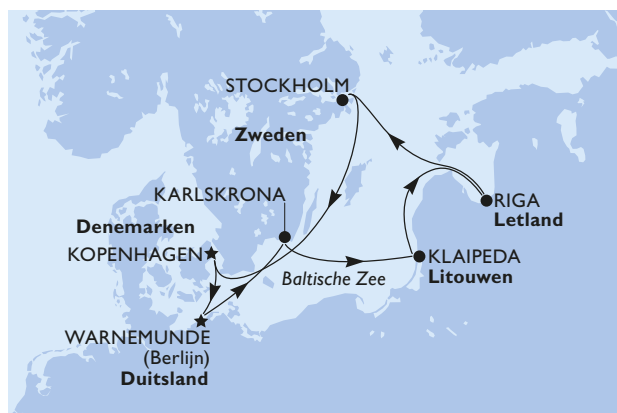 STOCKHOLM
Zweden
KARLSKRONA
Denemarken
KOPENHAGEN
RIGA
Letland
KLAIPEDA
Litouwen
Baltische Zee
WARNEMUNDE
(Berlijn)
Duitsland